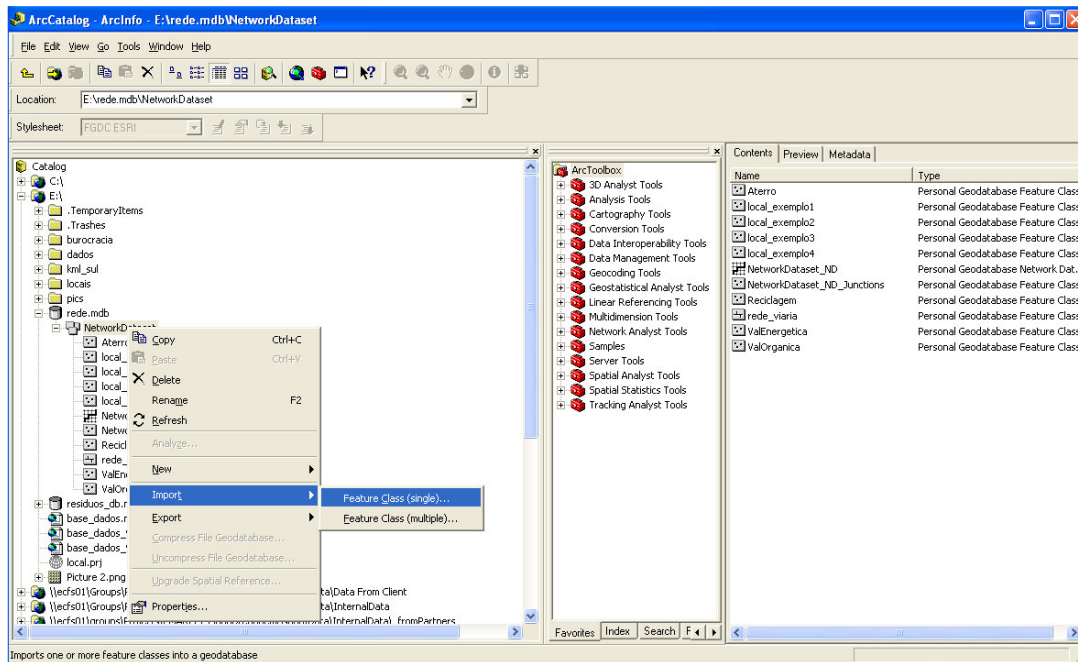 ArcCatalog - ArcInfo - E:\rede.mdb\NetworkDataset
File Edit View Go Tools Window Help
Location: E:\rede.mdb\NetworkDataset
Stylesheet: FGDC ESRI
Catalog
C:\
E:\
.TemporaryItems
.Trashes
burocracia
dados
kml_sul
locais
pics
rede.mdb
NetworkDataset
Aterro
local_
local_
local_
local_
Netwo
Netwo
Recicl
rede_
ValEn
ValOr
residuos_db.
base_dados.
base_dados_
base_dados_
local.prj
Picture 2.png
\\ecfs01\Groups\
ta\Data From Client
\\ecfs01\Groups\
ta\InternalData
Copy Ctrl+C
Paste Ctrl+V
Delete
Rename F2
Refresh
Analyze...
New
Import
Export
Compress File Geodatabase...
Uncompress File Geodatabase...
Upgrade Spatial Reference...
Properties...
Feature Class (single)...
Feature Class (multiple)...
ArcToolbox
3D Analyst Tools
Analysis Tools
Cartography Tools
Conversion Tools
Data Interoperability Tools
Data Management Tools
Geocoding Tools
Geostatistical Analyst Tools
Linear Referencing Tools
Multidimension Tools
Network Analyst Tools
Samples
Server Tools
Spatial Analyst Tools
Spatial Statistics Tools
Tracking Analyst Tools
Favorites Index Search F
Contents Preview Metadata
Name Type
Aterro Personal Geodatabase Feature Class
local_exemplo1 Personal Geodatabase Feature Class
local_exemplo2 Personal Geodatabase Feature Class
local_exemplo3 Personal Geodatabase Feature Class
local_exemplo4 Personal Geodatabase Feature Class
NetworkDataset_ND Personal Geodatabase Network Dat...
NetworkDataset_ND_Junctions Personal Geodatabase Feature Class
Reciclagem Personal Geodatabase Feature Class
rede_viaria Personal Geodatabase Feature Class
ValEnergetica Personal Geodatabase Feature Class
ValOrganica Personal Geodatabase Feature Class
Imports one or more feature classes into a geodatabase